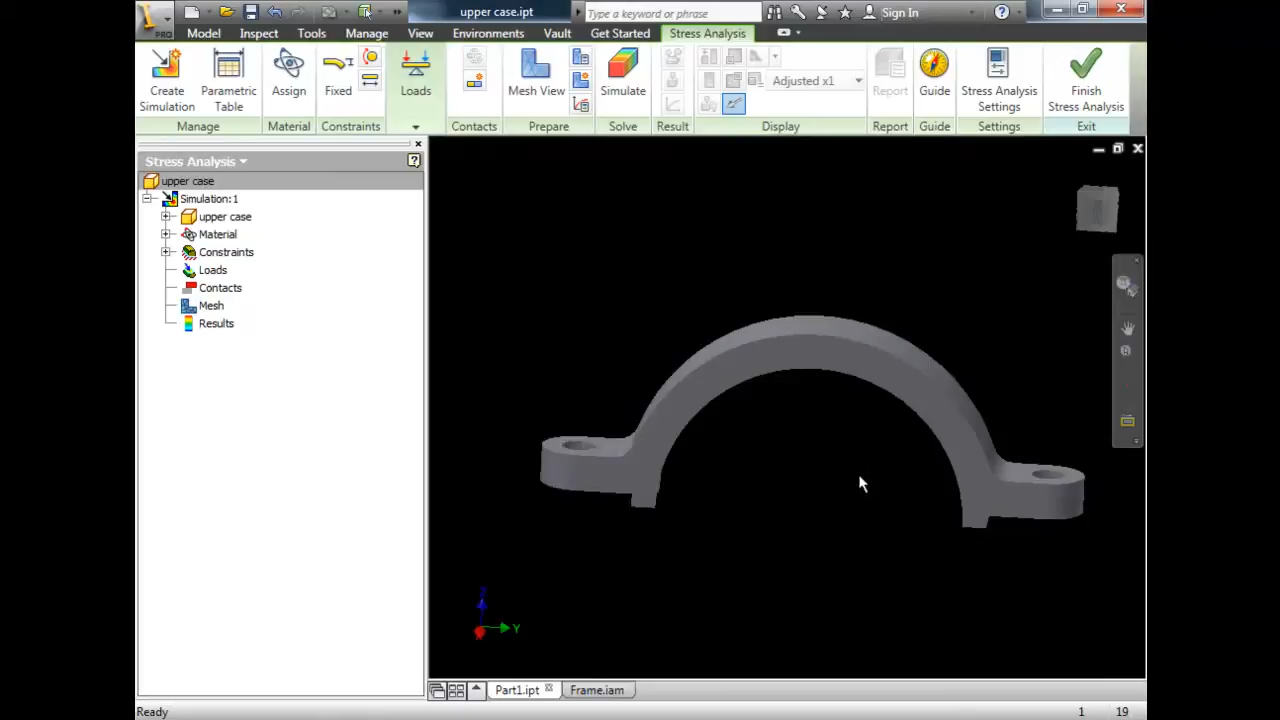 PRO
upper case.ipt
Type a keyword or phrase
Sign In
Model
Inspect
Tools
Manage
View
Environments
Vault
Get Started
Stress Analysis
Create
Simulation
Parametric
Table
Assign
Fixed
Loads
Mesh View
Simulate
Adjusted x1
Report
Guide
Stress Analysis
Settings
Finish
Stress Analysis
Manage
Material
Constraints
Contacts
Prepare
Solve
Result
Display
Report
Guide
Settings
Exit
Stress Analysis
upper case
Simulation:1
upper case
Material
Constraints
Loads
Contacts
Mesh
Results
Z
Y
Part1.ipt
Frame.iam
Ready
1
19